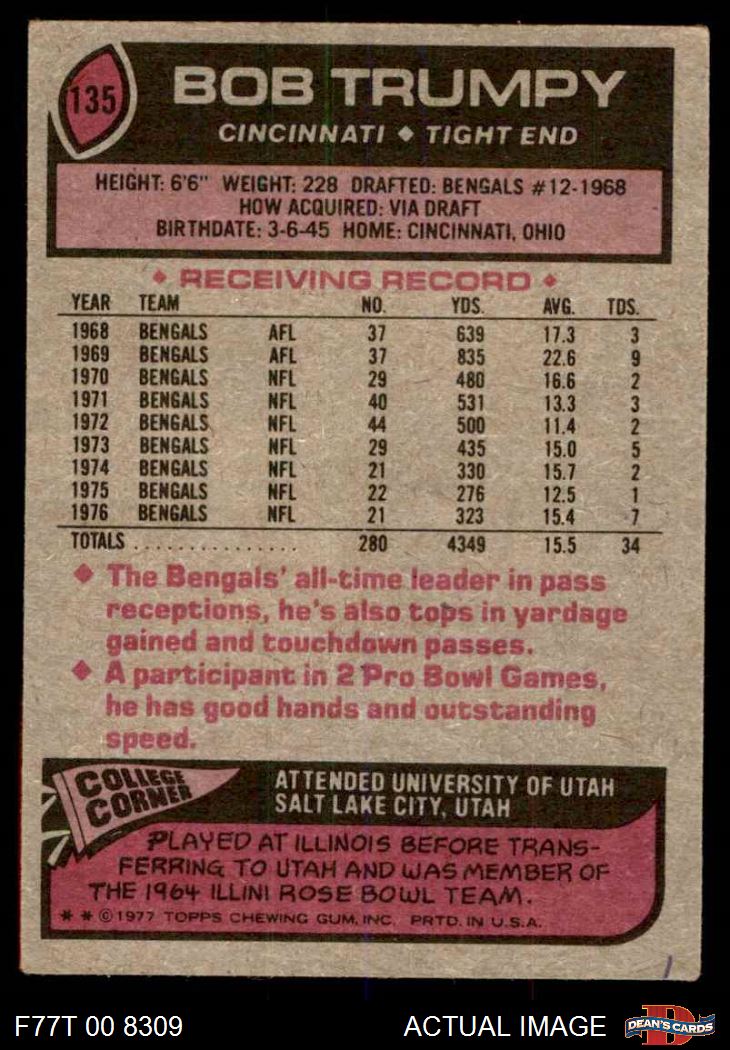 135
BOB TRUMPY
CINCINNATI ◆ TIGHT END
HEIGHT: 6'6" WEIGHT: 228 DRAFTED: BENGALS #12-1968
HOW ACQUIRED: VIA DRAFT
BIRTHDATE: 3-6-45 HOME: CINCINNATI, OHIO
◆ RECEIVING RECORD ◆
YEAR TEAM NO. YDS. AVG. TDS.
1968 BENGALS AFL 37 639 17.3 3
1969 BENGALS AFL 37 835 22.6 9
1970 BENGALS NFL 29 480 16.6 2
1971 BENGALS NFL 40 531 13.3 3
1972 BENGALS NFL 44 500 11.4 2
1973 BENGALS NFL 29 435 15.0 5
1974 BENGALS NFL 21 330 15.7 2
1975 BENGALS NFL 22 276 12.5 1
1976 BENGALS NFL 21 323 15.4 7
TOTALS . . . . . . . . . . . . . . . 280 4349 15.5 34
◆ The Bengals' all-time leader in pass
receptions, he's also tops in yardage
gained and touchdown passes.
◆ A participant in 2 Pro Bowl Games,
he has good hands and outstanding
speed.
COLLEGE
CORNER
ATTENDED UNIVERSITY OF UTAH
SALT LAKE CITY, UTAH
PLAYED AT ILLINOIS BEFORE TRANS-
FERRING TO UTAH AND WAS MEMBER OF
THE 1964 ILLINI ROSE BOWL TEAM.
* * © 1977 TOPPS CHEWING GUM, INC. PRTD. IN U.S.A.
F77T 00 8309 ACTUAL IMAGE
D
DEAN'S CARDS